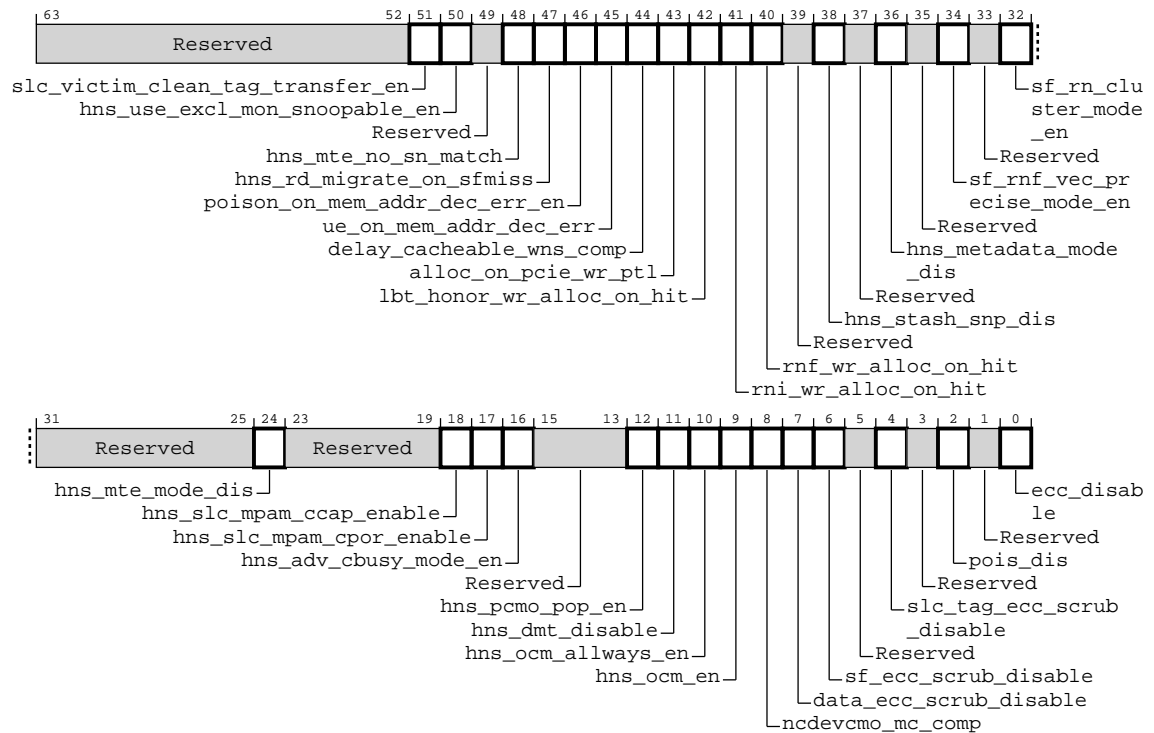 63 52 51 50 49 48 47 46 45 44 43 42 41 40 39 38 37 36 35 34 33 32
Reserved
slc_victim_clean_tag_transfer_en
hns_use_excl_mon_snoopable_en
Reserved
hns_mte_no_sn_match
hns_rd_migrate_on_sfmiss
poison_on_mem_addr_dec_err_en
ue_on_mem_addr_dec_err
delay_cacheable_wns_comp
alloc_on_pcie_wr_ptl
lbt_honor_wr_alloc_on_hit
sf_rn_clu
ster_mode
_en
Reserved
sf_rnf_vec_pr
ecise_mode_en
Reserved
hns_metadata_mode
_dis
Reserved
hns_stash_snp_dis
Reserved
rnf_wr_alloc_on_hit
rni_wr_alloc_on_hit
31 25 24 23 19 18 17 16 15 13 12 11 10 9 8 7 6 5 4 3 2 1 0
Reserved Reserved
hns_mte_mode_dis
hns_slc_mpam_ccap_enable
hns_slc_mpam_cpor_enable
hns_adv_cbusy_mode_en
Reserved
hns_pcmo_pop_en
hns_dmt_disable
hns_ocm_allways_en
hns_ocm_en
ecc_disab
le
Reserved
pois_dis
Reserved
slc_tag_ecc_scrub
_disable
Reserved
sf_ecc_scrub_disable
data_ecc_scrub_disable
ncdevcmo_mc_comp